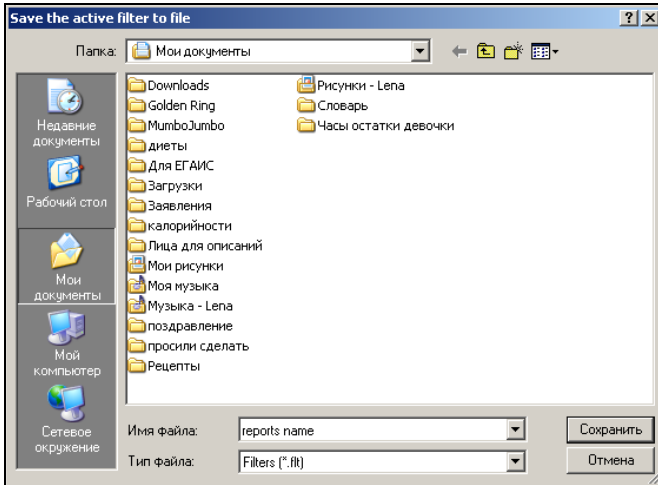 Save the active filter to file
Папка:
Мои документы
Недавние документы
Рабочий стол
Мои документы
Мой компьютер
Сетевое окружение
Downloads
Golden Ring
MumboJumbo
диеты
Для ЕГАИС
Загрузки
Заявления
калорийности
Лица для описаний
Мои рисунки
Моя музыка
Музыка - Lena
поздравление
просили сделать
Рецепты
Рисунки - Lena
Словарь
Часы остатки девочки
Имя файла:
reports name
Сохранить
Тип файла:
Filters (*.flt)
Отмена